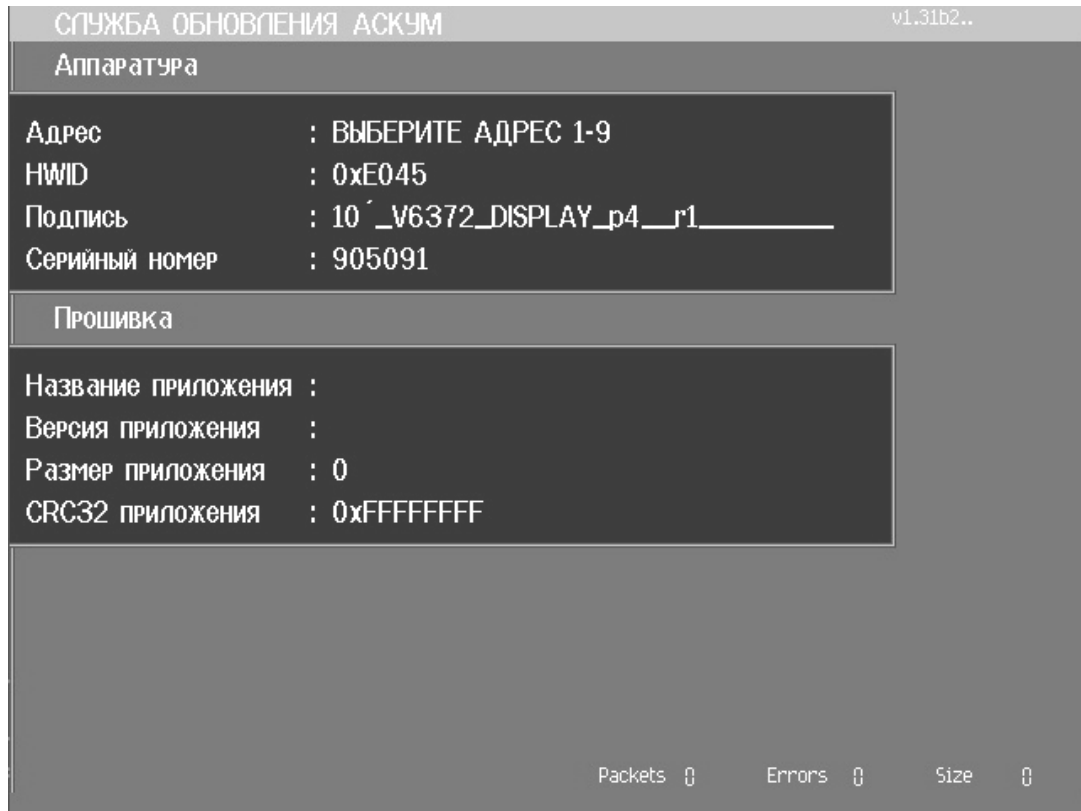 СЛУЖБА ОБНОВЛЕНИЯ АСКУМ v1.31b2..
Аппаратура
Адрес : ВЫБЕРИТЕ АДРЕС 1-9
HWID : 0xE045
Подпись : 10´_V6372_DISPLAY_p4__r1________
Серийный номер : 905091
Прошивка
Название приложения :
Версия приложения :
Размер приложения : 0
CRC32 приложения : 0xFFFFFFFF
Packets 0 Errors 0 Size 0